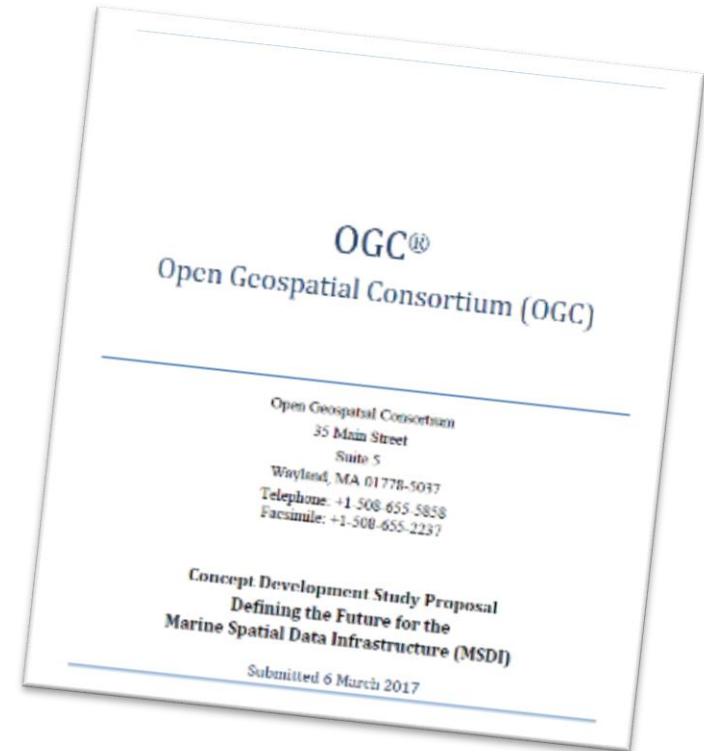 OGC®
Open Geospatial Consortium (OGC)
Open Geospatial Consortium
35 Main Street
Suite 5
Wayland, MA 01778-5037
Telephone: +1-508-655-5858
Facsimile: +1-508-655-2237
Concept Development Study Proposal
Defining the Future for the
Marine Spatial Data Infrastructure (MSDI)
Submitted 6 March 2017